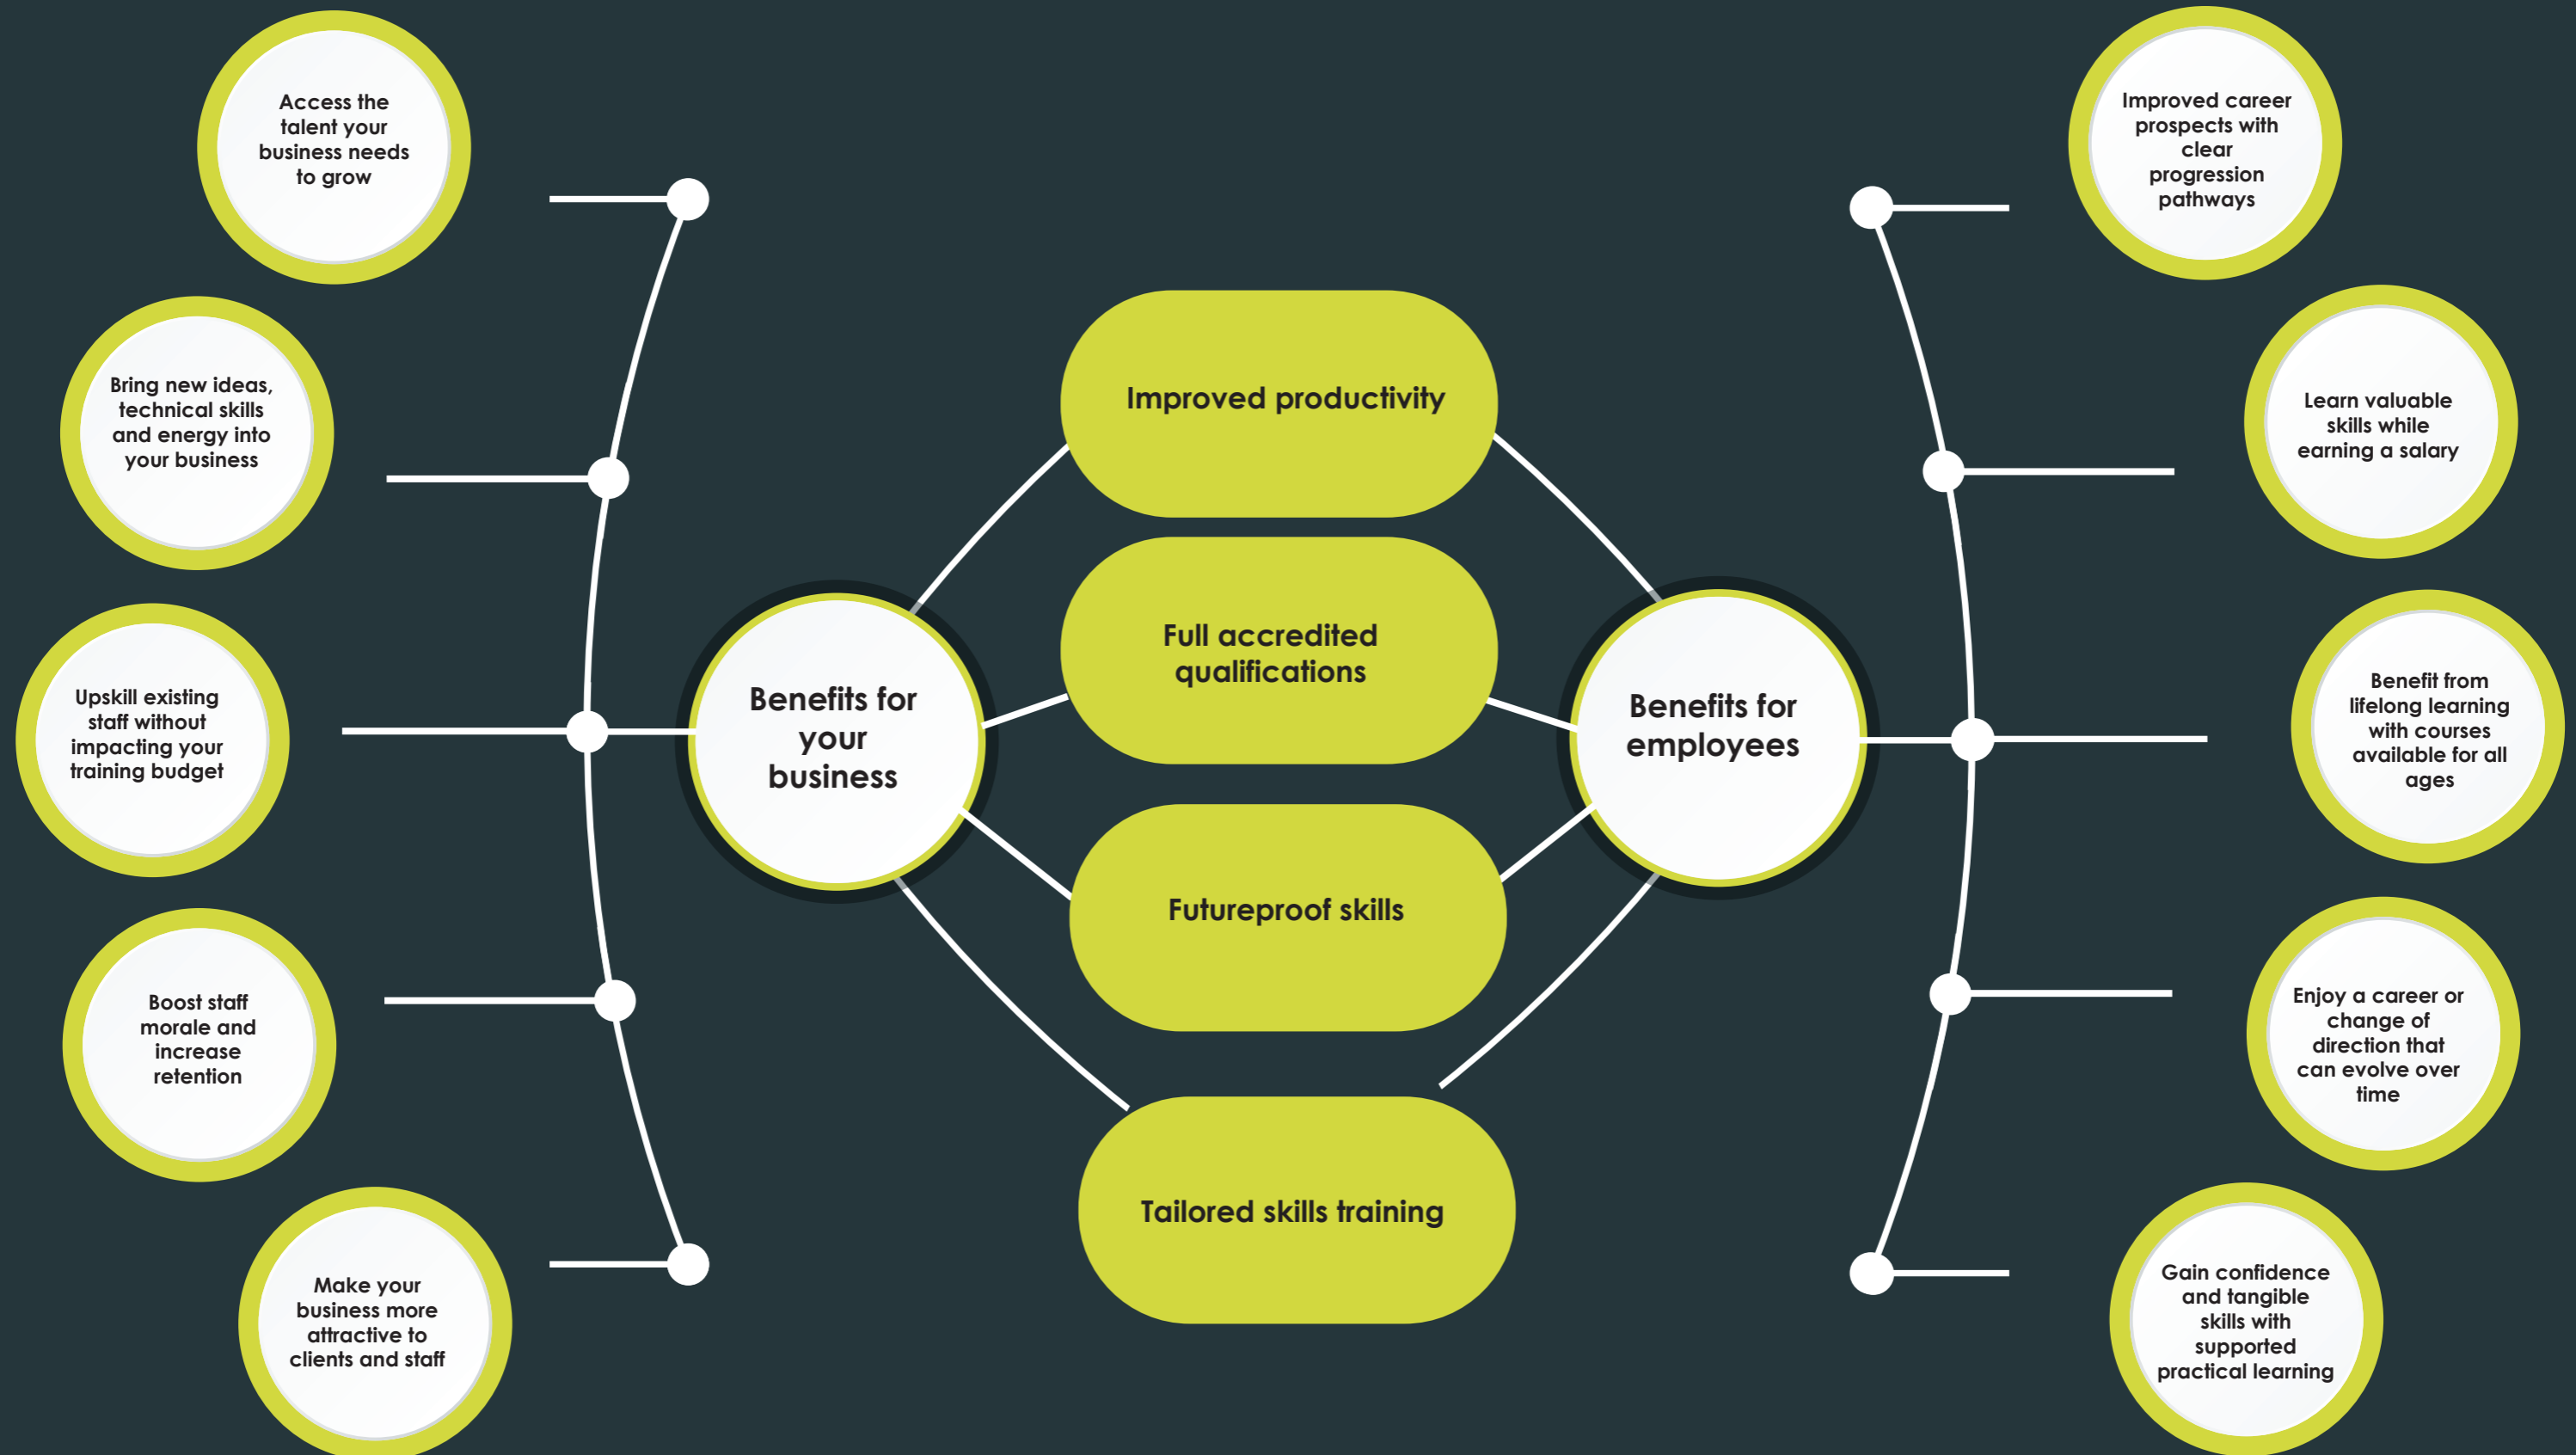 Access the
talent your
business needs
to grow
Bring new ideas,
technical skills
and energy into
your business
Upskill existing
staff without
impacting your
training budget
Boost staff
morale and
increase
retention
Make your
business more
attractive to
clients and staff
Benefits for
your
business
Improved productivity
Full accredited
qualifications
Futureproof skills
Tailored skills training
Benefits for
employees
Improved career
prospects with
clear
progression
pathways
Learn valuable
skills while
earning a salary
Benefit from
lifelong learning
with courses
available for all
ages
Enjoy a career or
change of
direction that
can evolve over
time
Gain confidence
and tangible
skills with
supported
practical learning